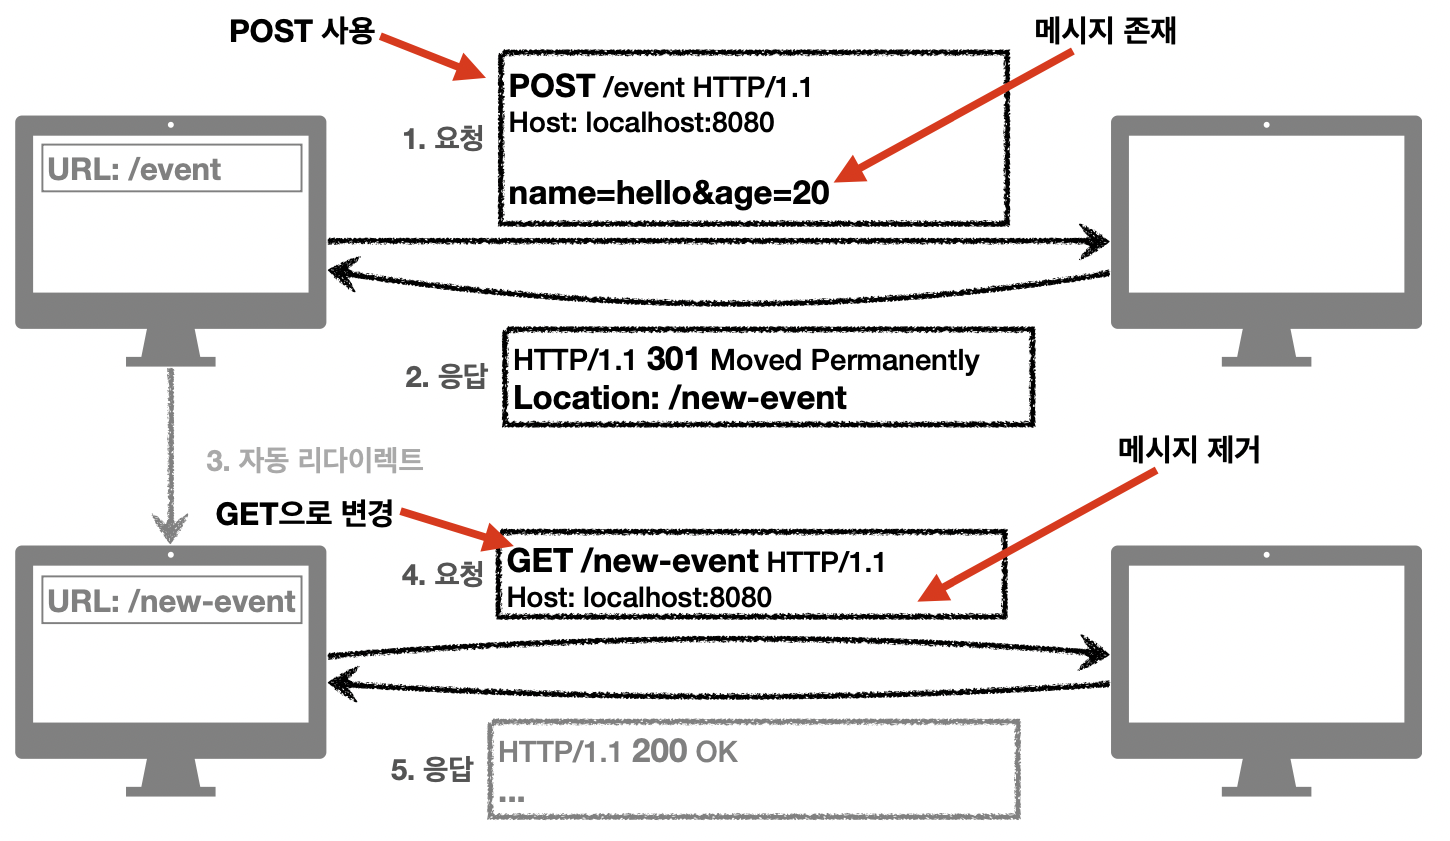 POST 사용
메시지 존재
POST /event HTTP/1.1
Host: localhost:8080
1. 요청
name=hello&age=20
URL: /event
2. 응답
HTTP/1.1 301 Moved Permanently
Location: /new-event
3. 자동 리다이렉트
메시지 제거
GET으로 변경
4. 요청
GET /new-event HTTP/1.1
Host: localhost:8080
URL: /new-event
5. 응답
HTTP/1.1 200 OK
...